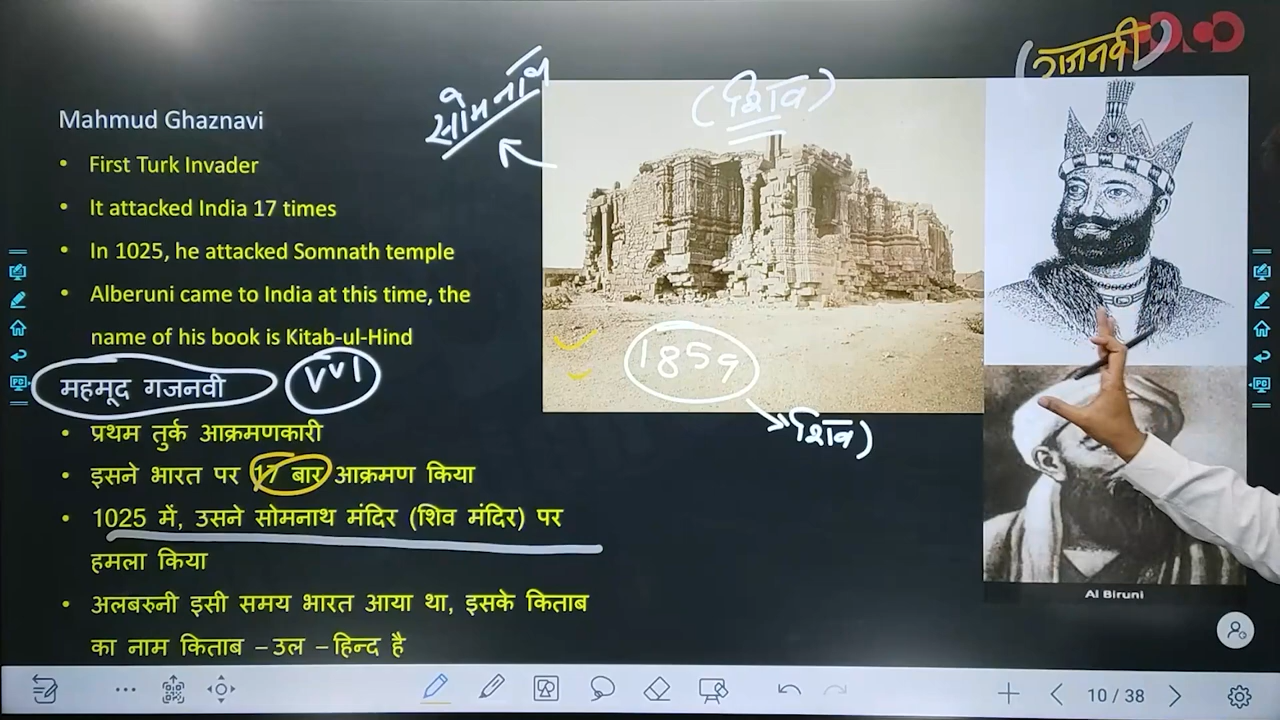 (गजनवी)
सोमनाथ
(शिव)
Mahmud Ghaznavi
• First Turk Invader
• It attacked India 17 times
• In 1025, he attacked Somnath temple
• Alberuni came to India at this time, the
name of his book is Kitab-ul-Hind
1859
शिव)
महमूद गजनवी
VVI
• प्रथम तुर्क आक्रमणकारी
• इसने भारत पर 17 बार आक्रमण किया
• 1025 में, उसने सोमनाथ मंदिर (शिव मंदिर) पर
हमला किया
• अलबरुनी इसी समय भारत आया था, इसके किताब
का नाम किताब – उल – हिन्द है
Al Biruni
10 / 38